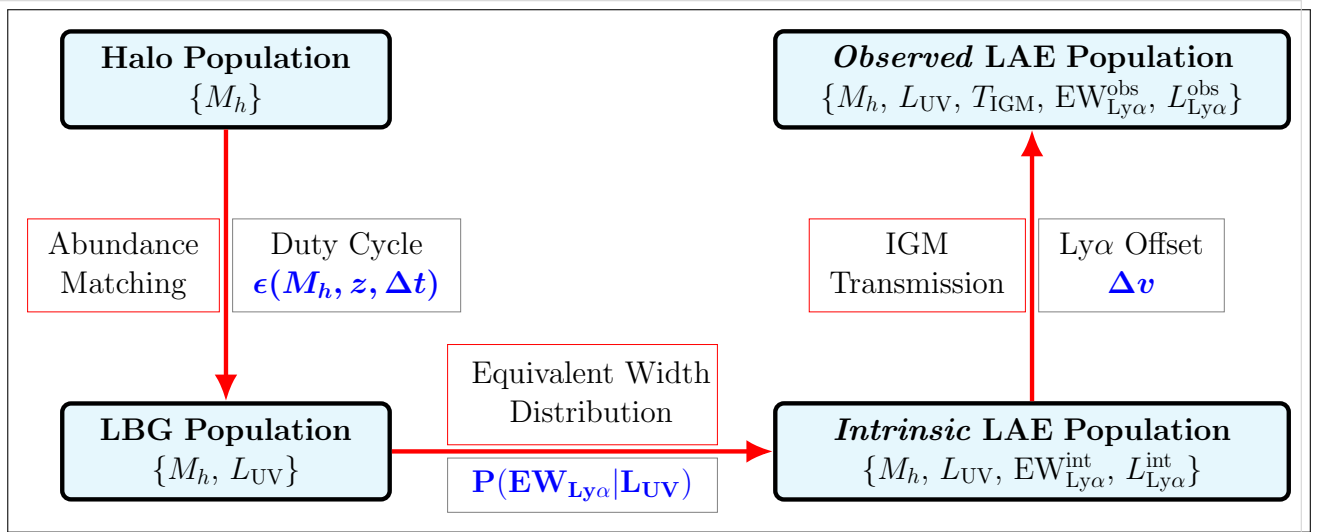 Halo Population
{M_h}
Observed LAE Population
{M_h, L_UV, T_IGM, EW^obs_Lyα, L^obs_Lyα}
Abundance
Matching
Duty Cycle
ϵ(M_h, z, Δt)
IGM
Transmission
Lyα Offset
Δv
Equivalent Width
Distribution
P(EW_Lyα|L_UV)
LBG Population
{M_h, L_UV}
Intrinsic LAE Population
{M_h, L_UV, EW^int_Lyα, L^int_Lyα}